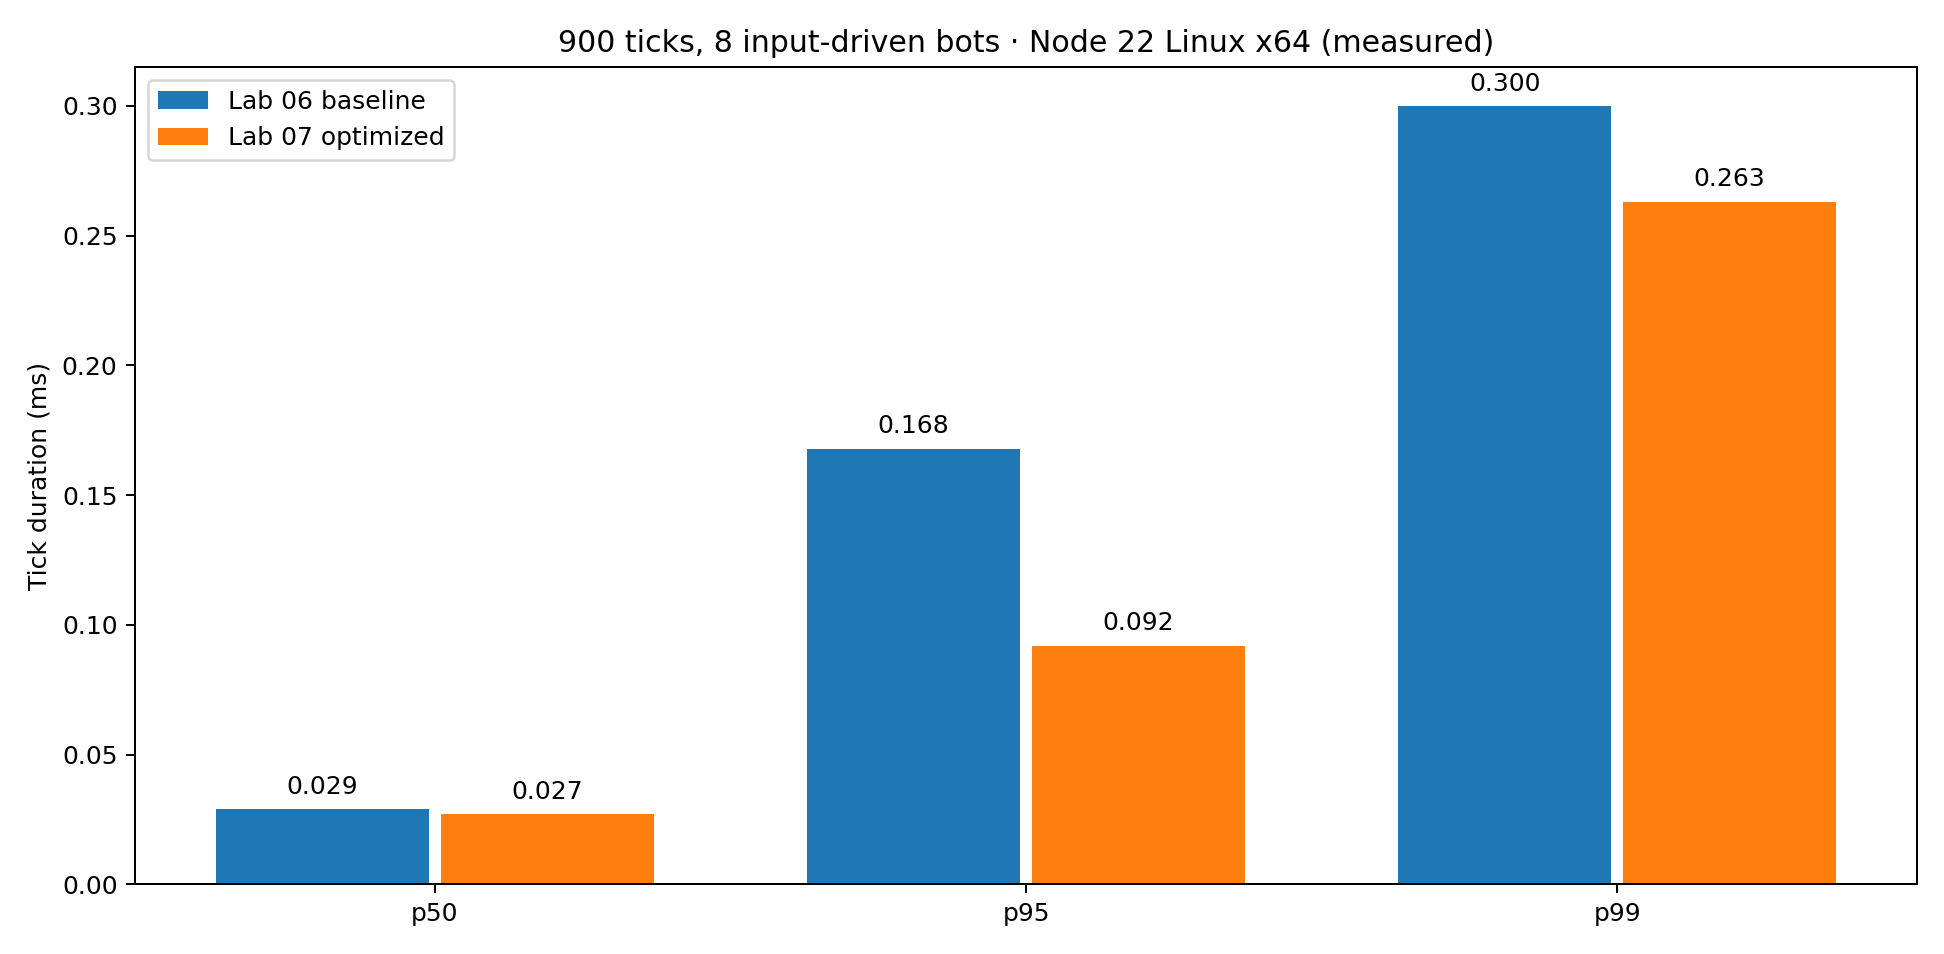 900 ticks, 8 input-driven bots · Node 22 Linux x64 (measured)
Lab 06 baseline
Lab 07 optimized
Tick duration (ms)
0.30
0.25
0.20
0.15
0.10
0.05
0.00
0.029
0.027
0.168
0.092
0.300
0.263
p50
p95
p99